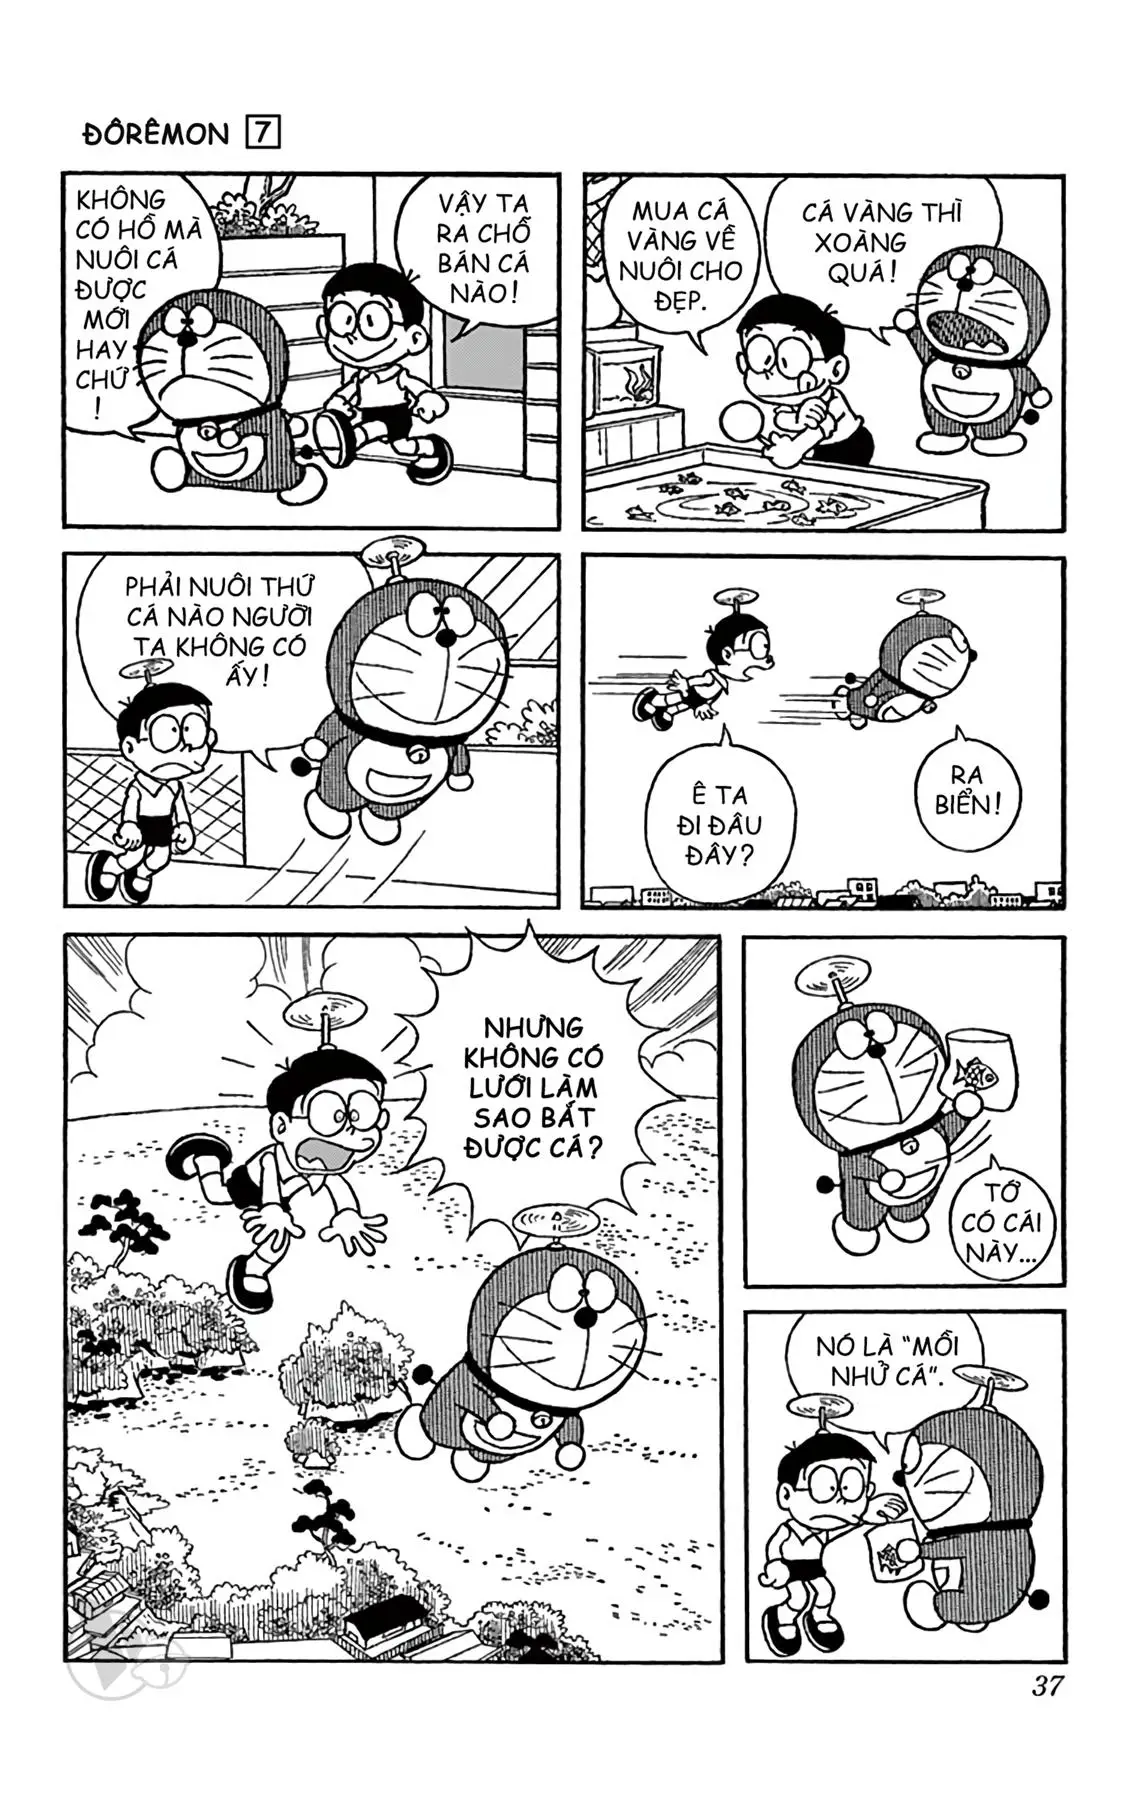 ĐÔRÊMON 7
KHÔNG
CÓ HỒ MÀ
NUÔI CÁ
ĐƯỢC
MỚI
HAY
CHỨ
!
VẬY TA
RA CHỖ
BÁN CÁ
NÀO!
MUA CÁ
VÀNG VỀ
NUÔI CHO
ĐẸP.
CÁ VÀNG THÌ
XOÀNG
QUÁ!
PHẢI NUÔI THỨ
CÁ NÀO NGƯỜI
TA KHÔNG CÓ
ẤY!
Ê TA
ĐI ĐÂU
ĐÂY?
RA
BIỂN!
NHƯNG
KHÔNG CÓ
LƯỚI LÀM
SAO BẮT
ĐƯỢC CÁ?
TỚ
CÓ CÁI
NÀY...
NÓ LÀ "MỒI
NHỬ CÁ".
37